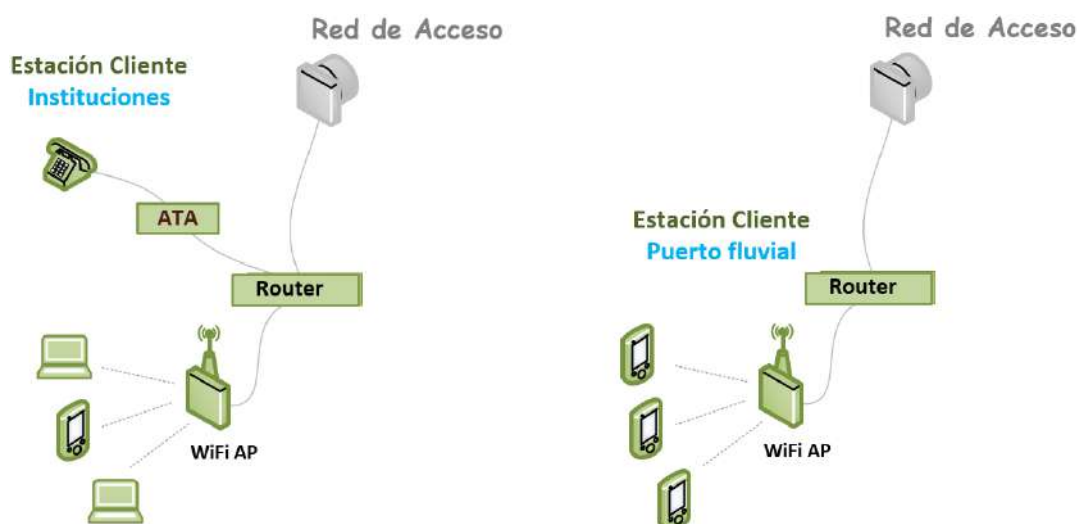 Red de Acceso
Estación Cliente
Instituciones
ATA
Router
WiFi AP
Red de Acceso
Estación Cliente
Puerto fluvial
Router
WiFi AP